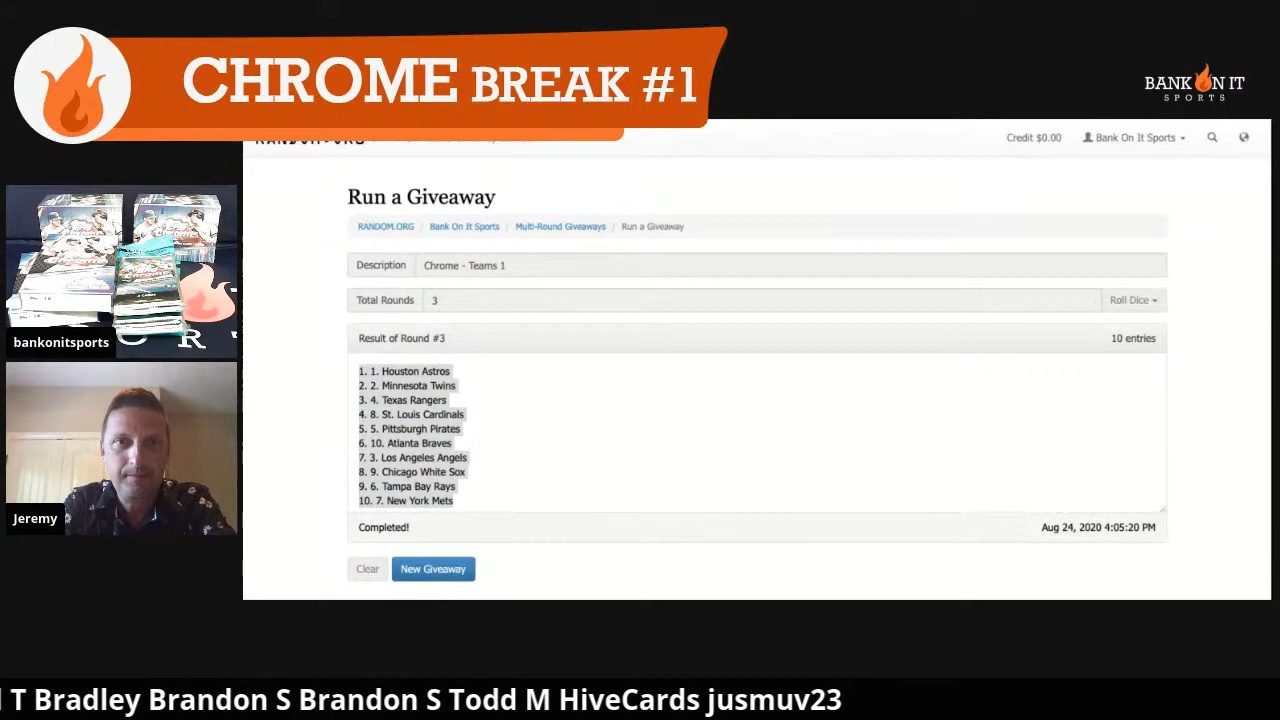 CHROME BREAK #1
BANK ON IT
SPORTS
Credit $0.00
Bank On It Sports
Run a Giveaway
RANDOM.ORG / Bank On It Sports / Multi-Round Giveaways / Run a Giveaway
Description Chrome - Teams 1
Total Rounds 3 Roll Dice
Result of Round #3 10 entries
1. 1. Houston Astros
2. 2. Minnesota Twins
3. 4. Texas Rangers
4. 8. St. Louis Cardinals
5. 5. Pittsburgh Pirates
6. 10. Atlanta Braves
7. 3. Los Angeles Angels
8. 9. Chicago White Sox
9. 6. Tampa Bay Rays
10. 7. New York Mets
Completed! Aug 24, 2020 4:05:20 PM
Clear New Giveaway
bankonitsports
Jeremy
T Bradley Brandon S Brandon S Todd M HiveCards jusmuv23